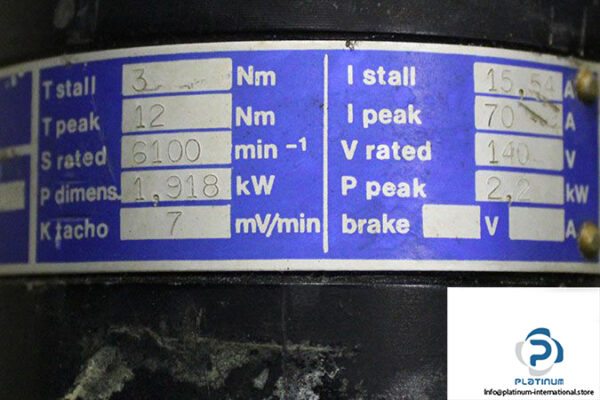 T stall 3 Nm
T peak 12 Nm
S rated 6100 min -1
P dimens. 1,918 kW
K tacho 7 mV/min
I stall 15,54 A
I peak 70 A
V rated 140 V
P peak 2,2 kW
brake V A
P
PLATINUM
Info@platinum-international.store